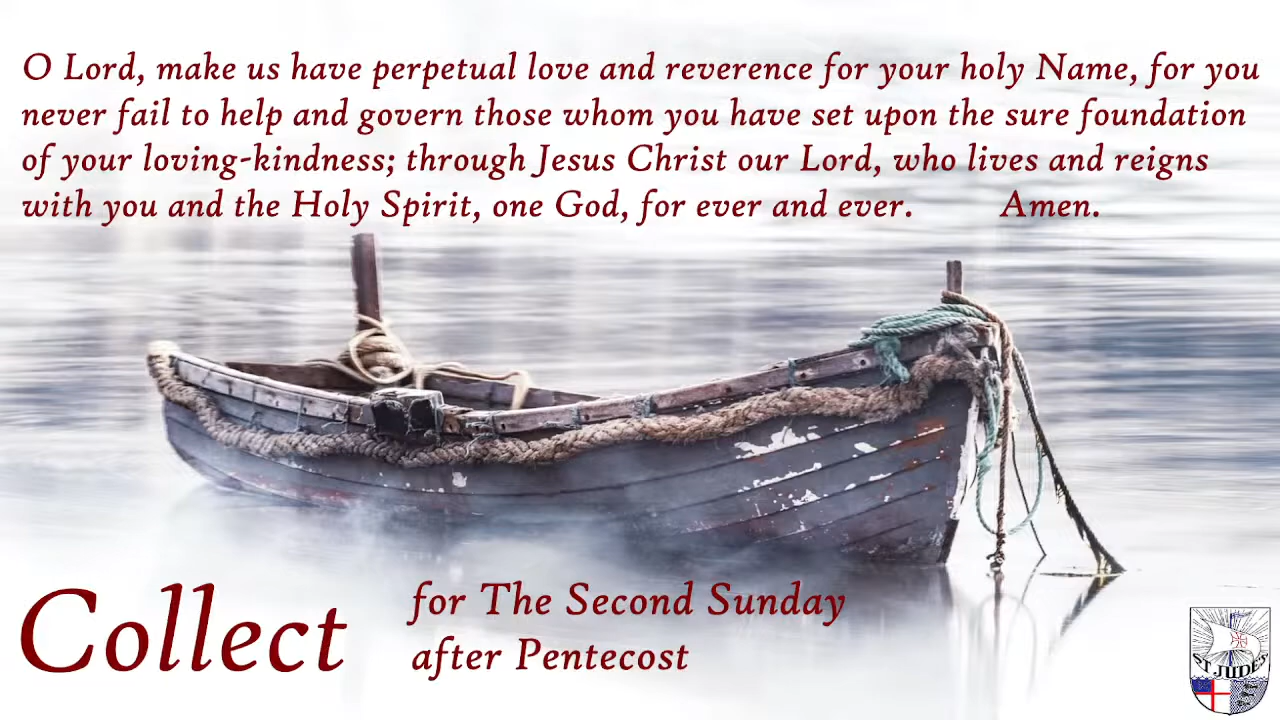 O Lord, make us have perpetual love and reverence for your holy Name, for you
never fail to help and govern those whom you have set upon the sure foundation
of your loving-kindness; through Jesus Christ our Lord, who lives and reigns
with you and the Holy Spirit, one God, for ever and ever. Amen.
Collect
for The Second Sunday
after Pentecost
ST JUDES